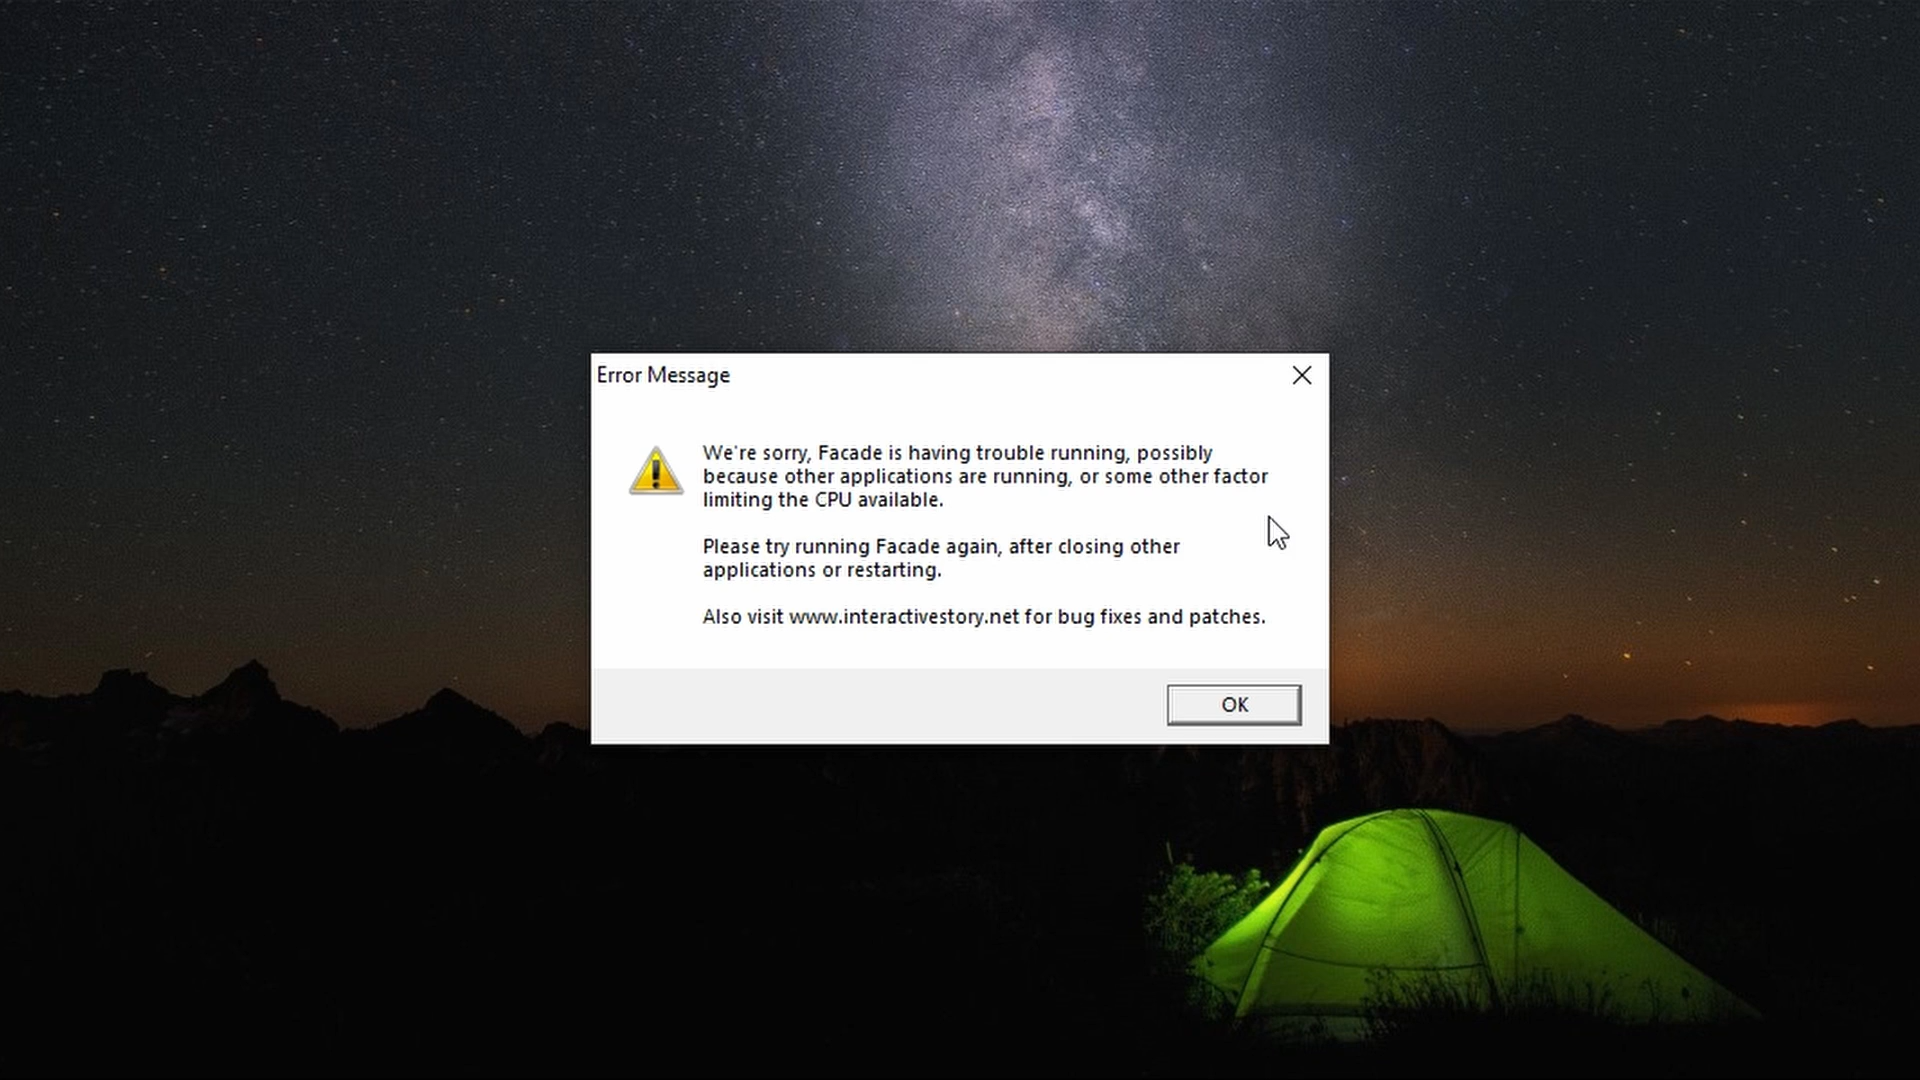 Error Message
We're sorry, Facade is having trouble running, possibly
because other applications are running, or some other factor
limiting the CPU available.
Please try running Facade again, after closing other
applications or restarting.
Also visit www.interactivestory.net for bug fixes and patches.
OK